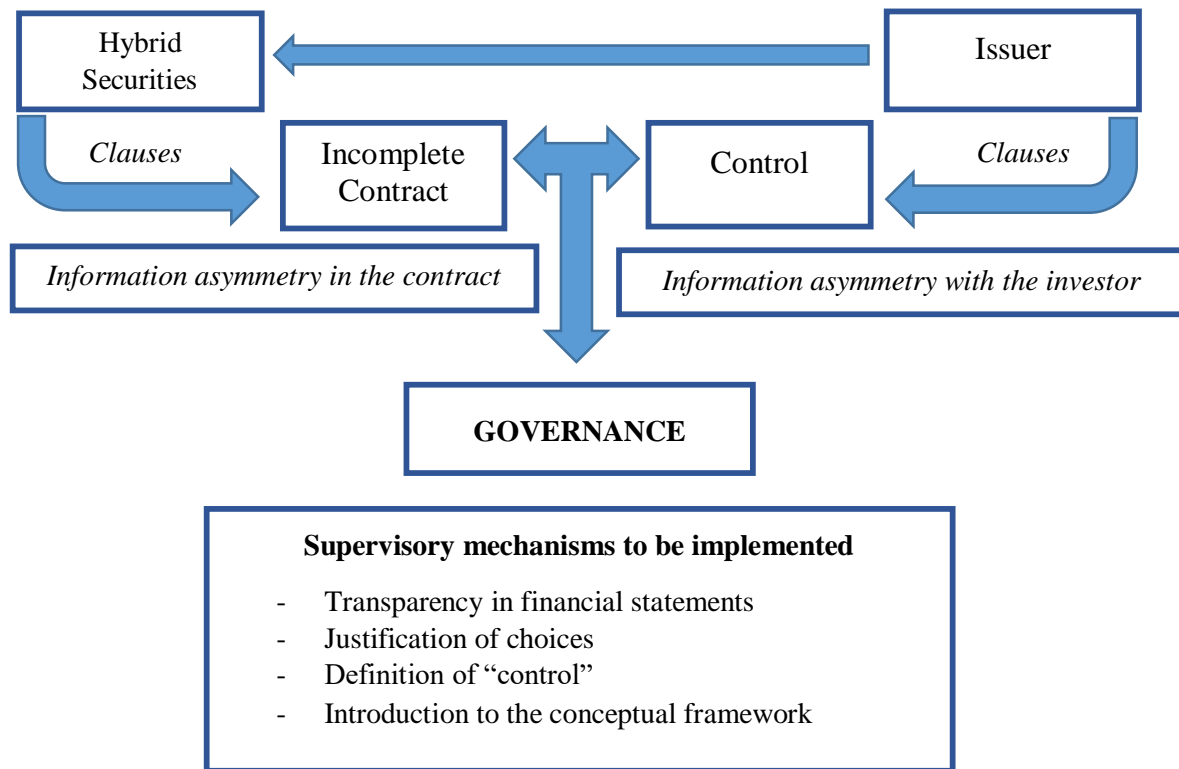 Hybrid
Securities
Issuer
Clauses
Incomplete
Contract
Control
Clauses
Information asymmetry in the contract
Information asymmetry with the investor
GOVERNANCE
Supervisory mechanisms to be implemented
- Transparency in financial statements
- Justification of choices
- Definition of “control”
- Introduction to the conceptual framework